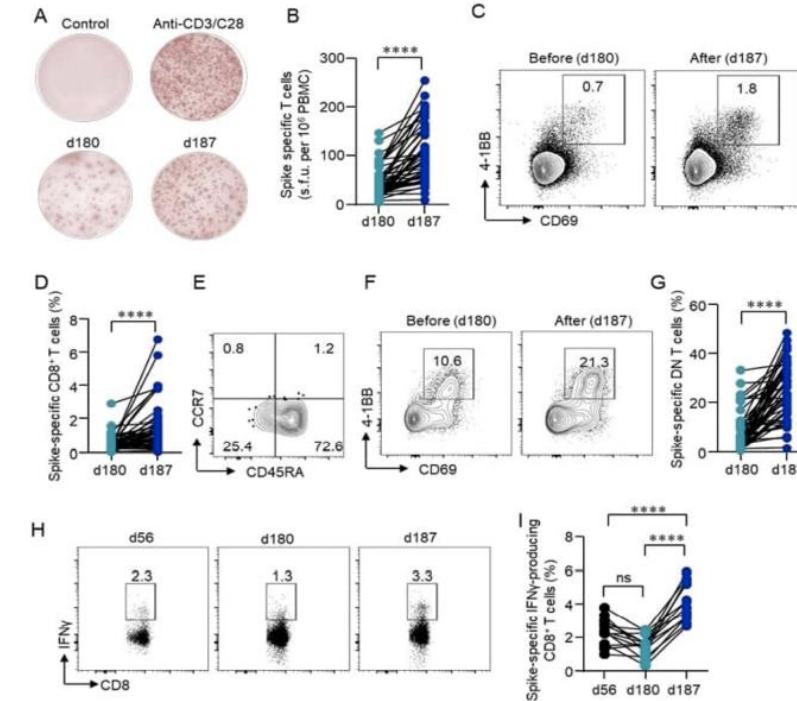 A
Control
Anti-CD3/C28
d180
d187
B
Spike specific T cells
(s.f.u. per 10⁶ PBMC)
300
200
100
0
****
d180 d187
C
Before (d180)
After (d187)
0.7
1.8
4-1BB
CD69
D
Spike-specific CD8⁺ T cells (%)
8
6
4
2
0
****
d180 d187
E
0.8
1.2
25.4
72.6
CCR7
CD45RA
F
Before (d180)
After (d187)
10.6
21.3
4-1BB
CD69
G
Spike-specific DN T cells (%)
60
40
20
0
****
d180 d18
H
d56
d180
d187
2.3
1.3
3.3
IFNγ
CD8
I
Spike-specific IFNγ-producing
CD8⁺ T cells (%)
8
6
4
2
0
****
****
ns
d56 d180 d187